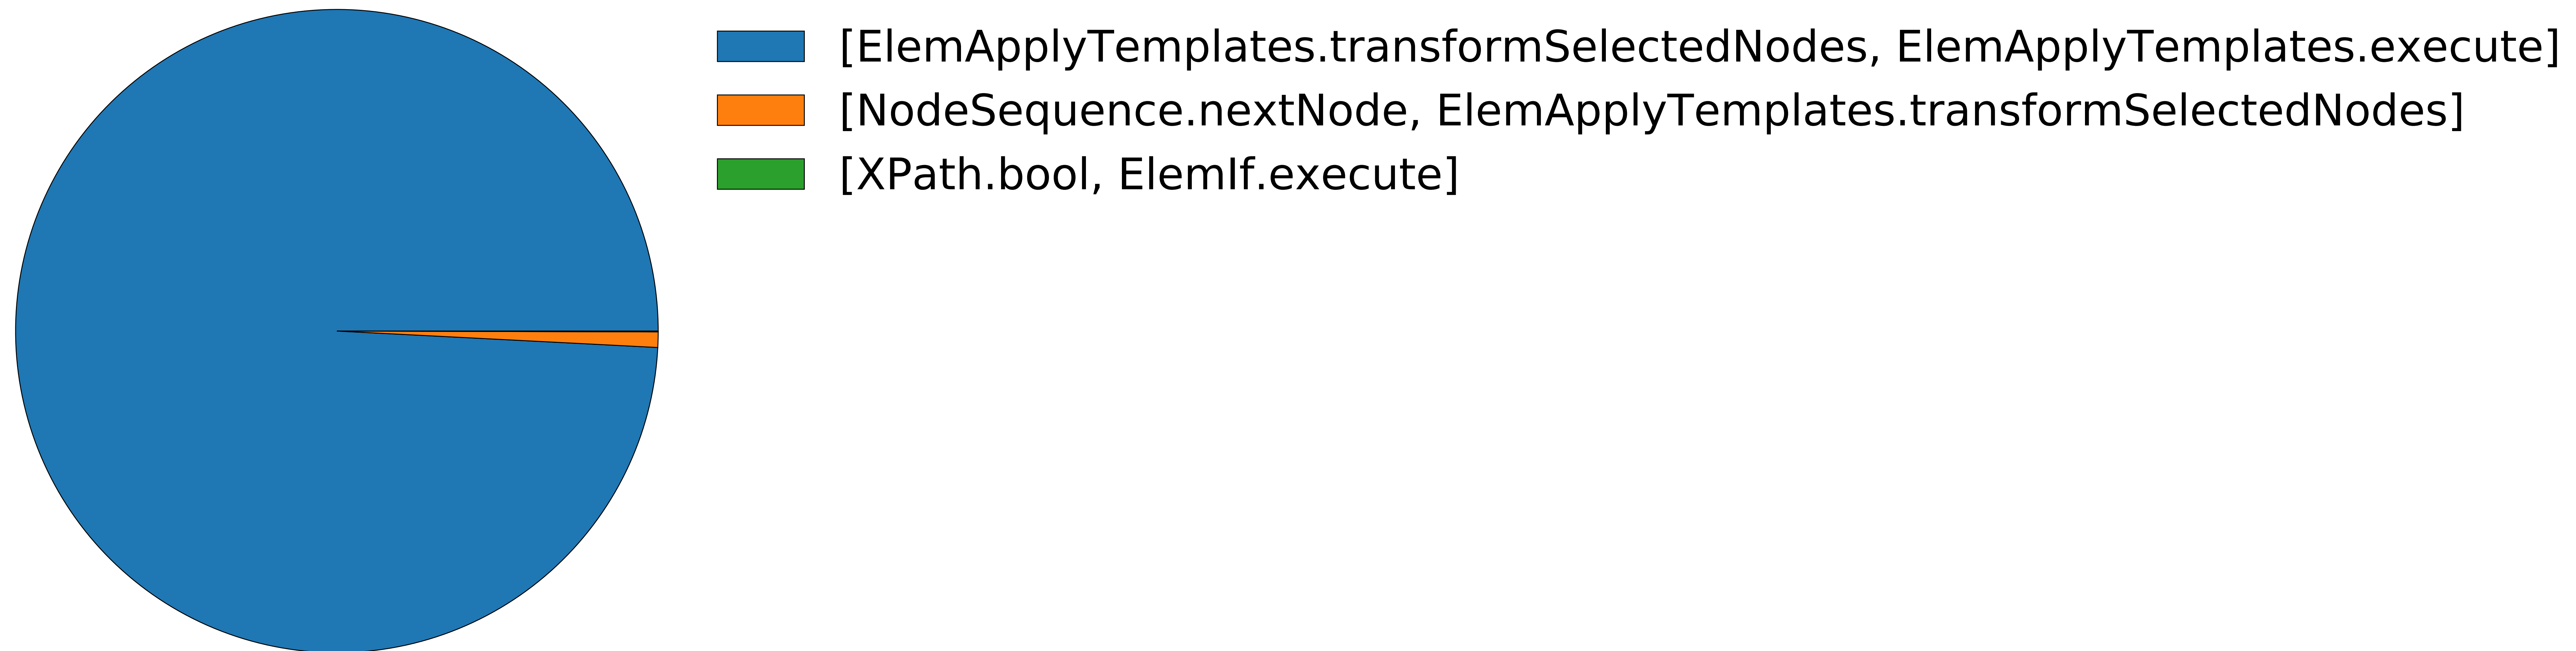 [ElemApplyTemplates.transformSelectedNodes, ElemApplyTemplates.execute]
[NodeSequence.nextNode, ElemApplyTemplates.transformSelectedNodes]
[XPath.bool, ElemIf.execute]